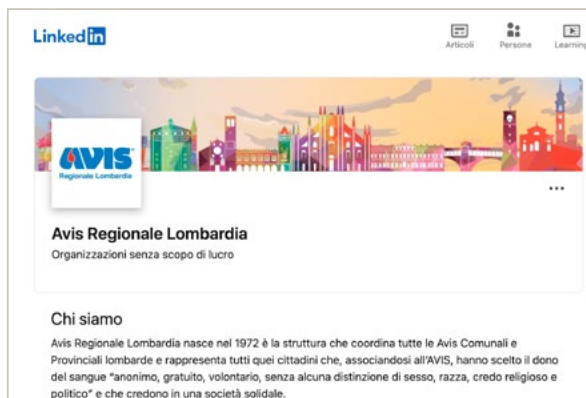 Linked in
Articoli
Persone
Learning
AVIS
Regionale Lombardia
Avis Regionale Lombardia
Organizzazioni senza scopo di lucro
Chi siamo
Avis Regionale Lombardia nasce nel 1972 è la struttura che coordina tutte le Avis Comunali e
Provinciali lombarde e rappresenta tutti quei cittadini che, associandosi all'AVIS, hanno scelto il dono
del sangue "anonimo, gratuito, volontario, senza alcuna distinzione di sesso, razza, credo religioso e
politico" e che credono in una società solidale.